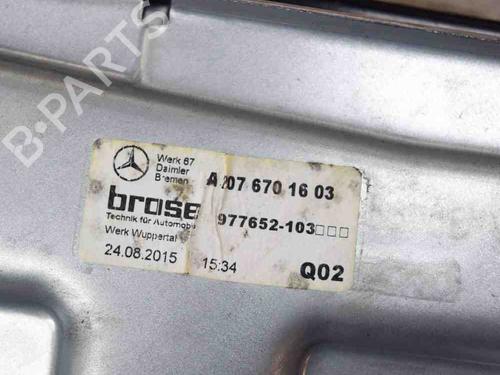 B-PARTS
Werk 67
Daimler
Bremen
A 207 670 16 03
brose
Technik für Automobile
977652-103□□□
Werk Wuppertal
24.08.2015 15:34 Q02